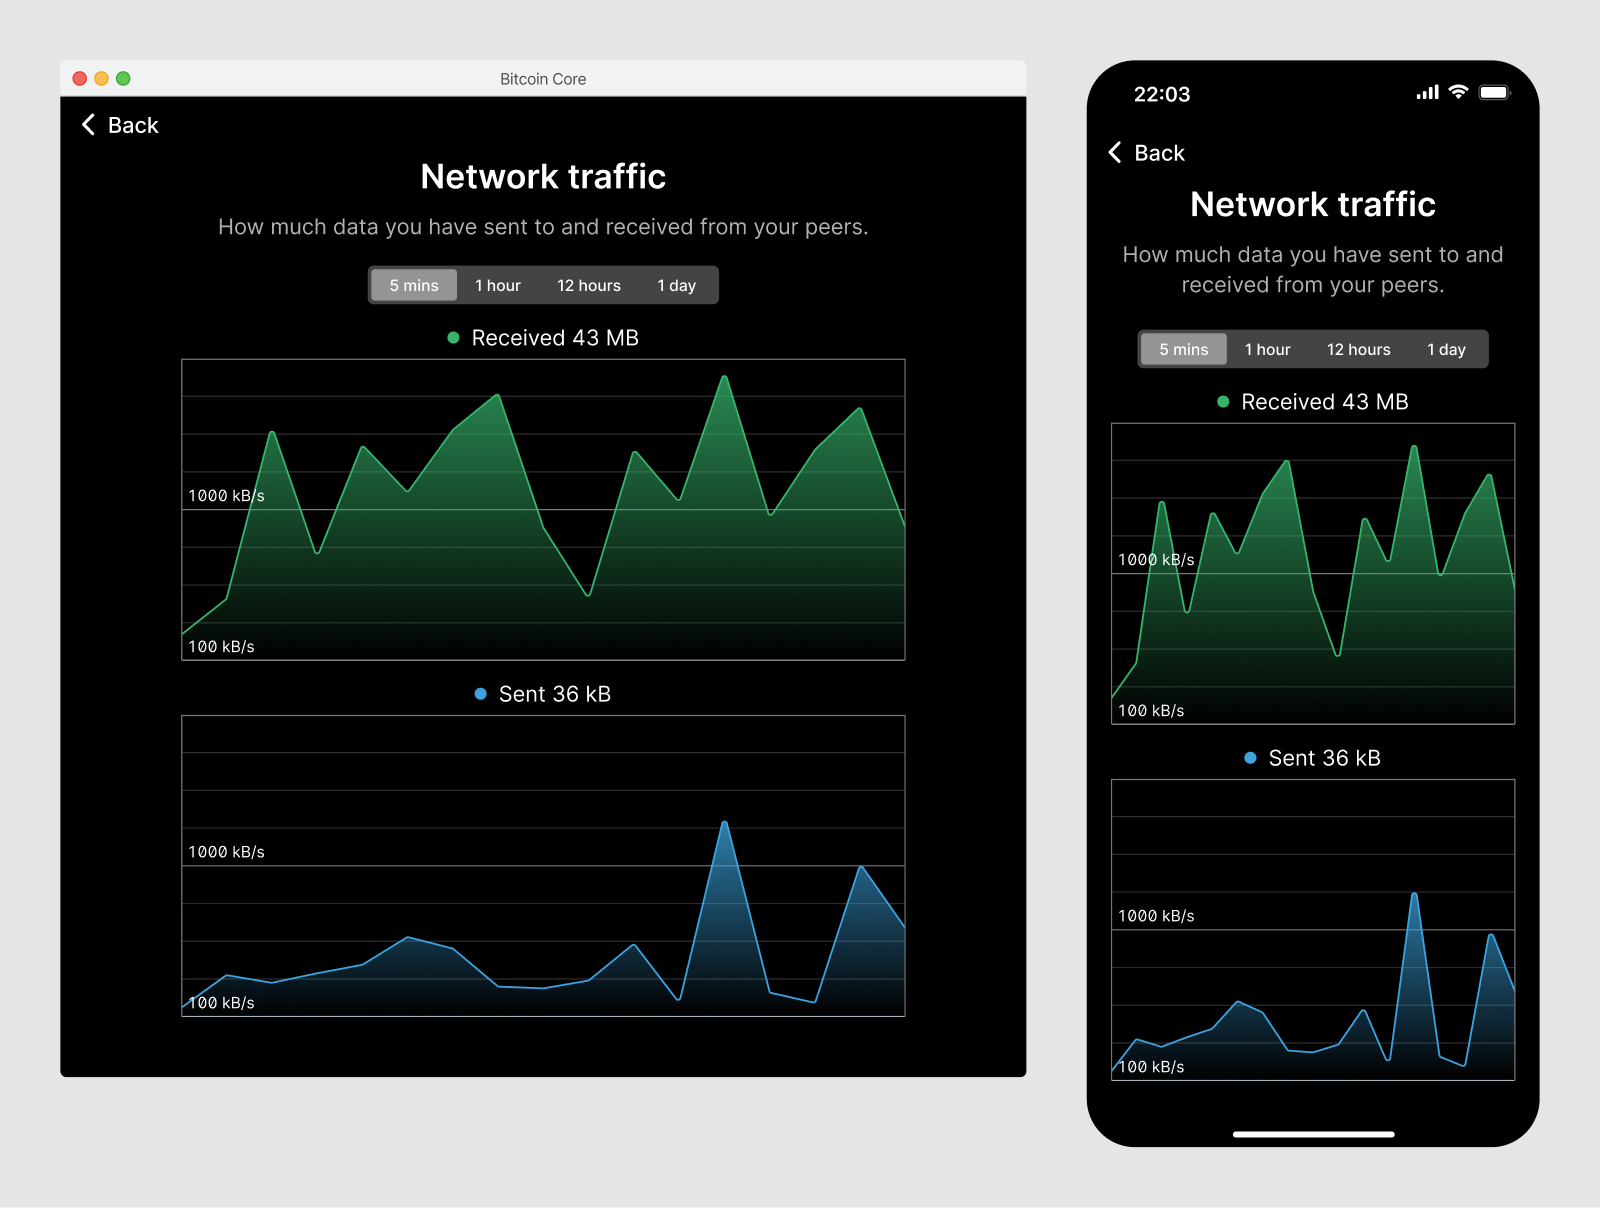 Bitcoin Core
Back
Network traffic
How much data you have sent to and received from your peers.
5 mins 1 hour 12 hours 1 day
Received 43 MB
1000 kB/s
100 kB/s
Sent 36 kB
1000 kB/s
100 kB/s
22:03
Back
Network traffic
How much data you have sent to and
received from your peers.
5 mins 1 hour 12 hours 1 day
Received 43 MB
1000 kB/s
100 kB/s
Sent 36 kB
1000 kB/s
100 kB/s